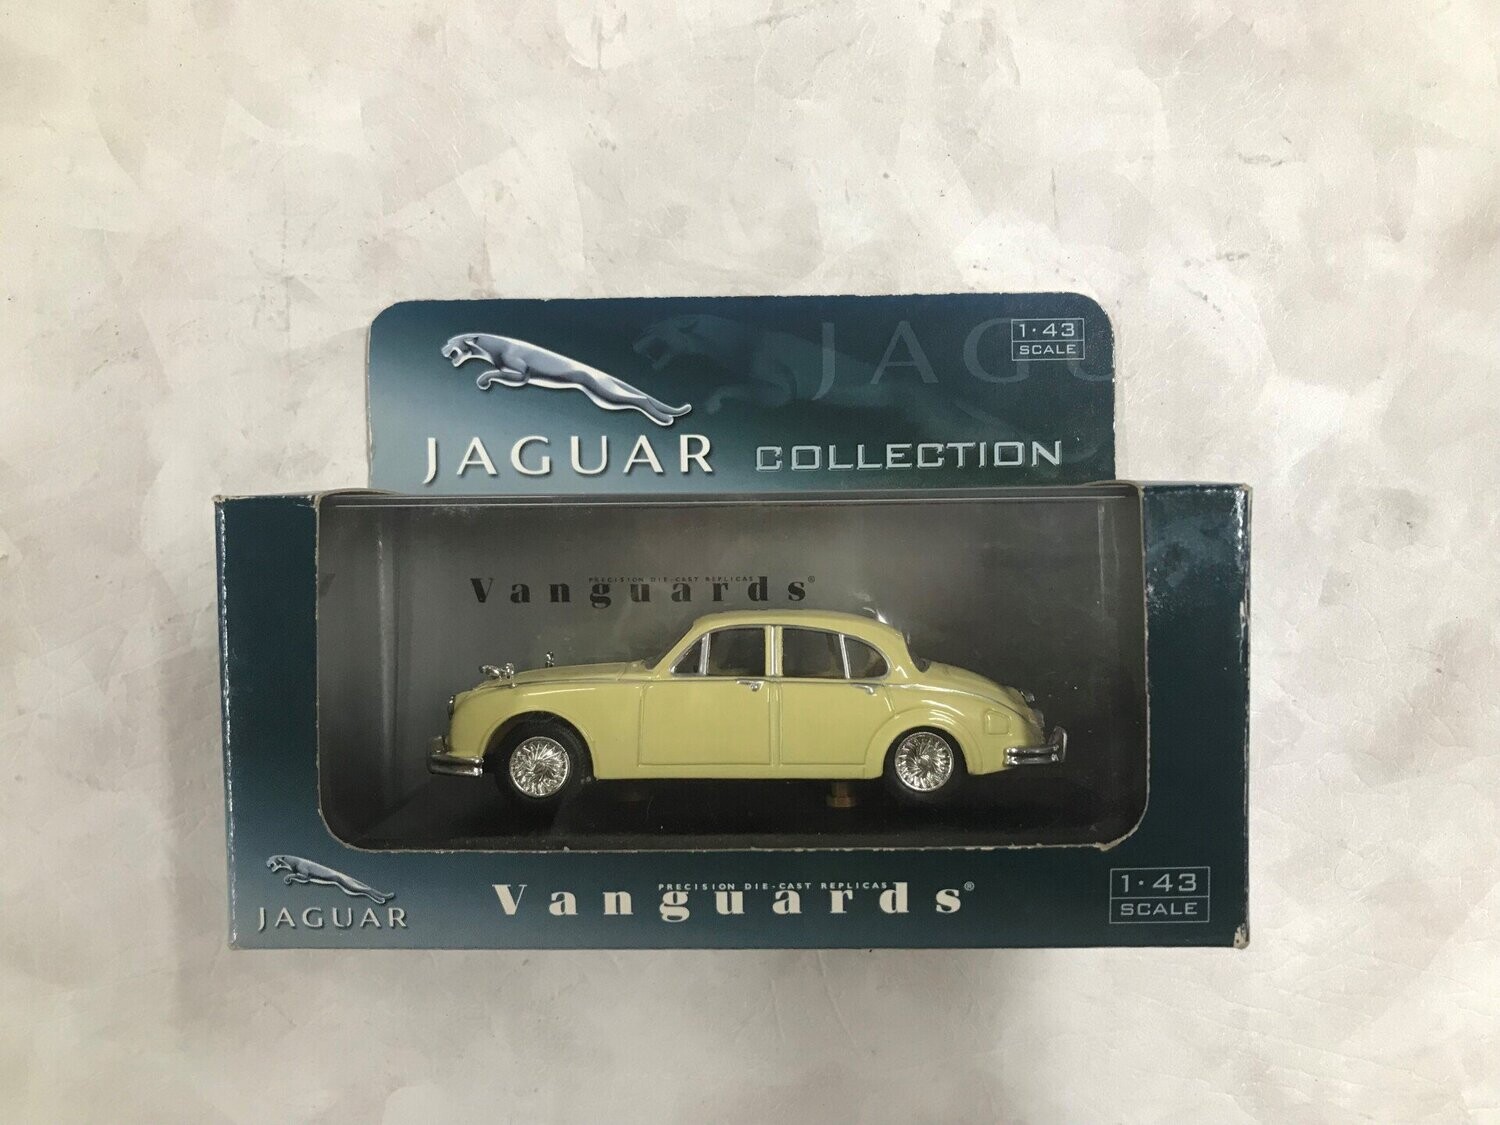 JAGU
1·43
SCALE
JAGUAR COLLECTION
PRECISION DIE-CAST REPLICAS
Vanguards®
JAGUAR
PRECISION DIE-CAST REPLICAS
Vanguards®
1·43
SCALE